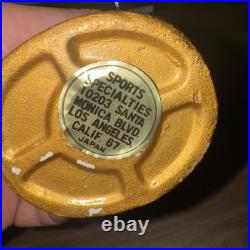 SPORTS
SPECIALTIES
10203 SANTA
MONICA BLVD.
LOS ANGELES
CALIF. 67
JAPAN